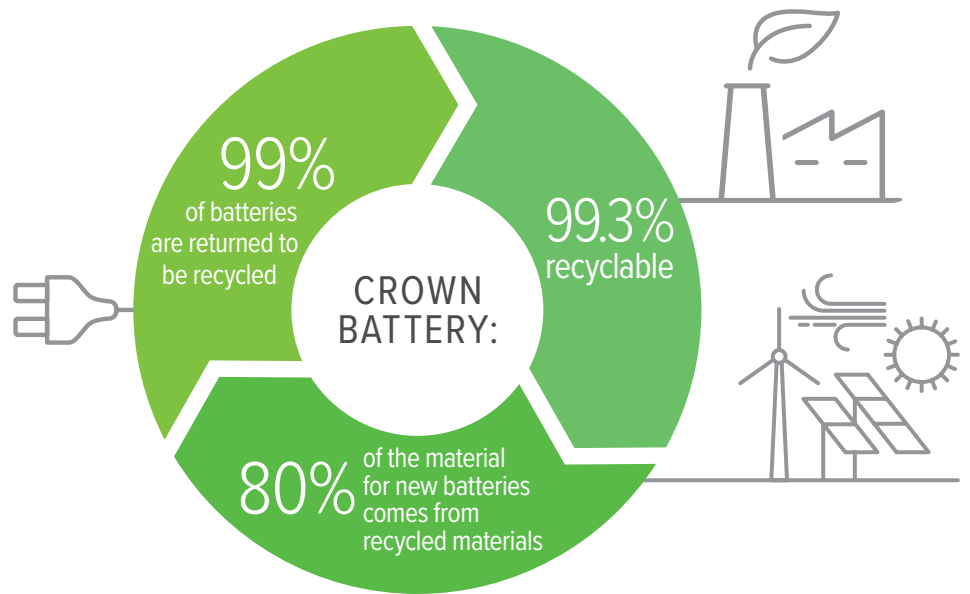 99%
of batteries
are returned to
be recycled
99.3%
recyclable
CROWN
BATTERY:
80%
of the material
for new batteries
comes from
recycled materials